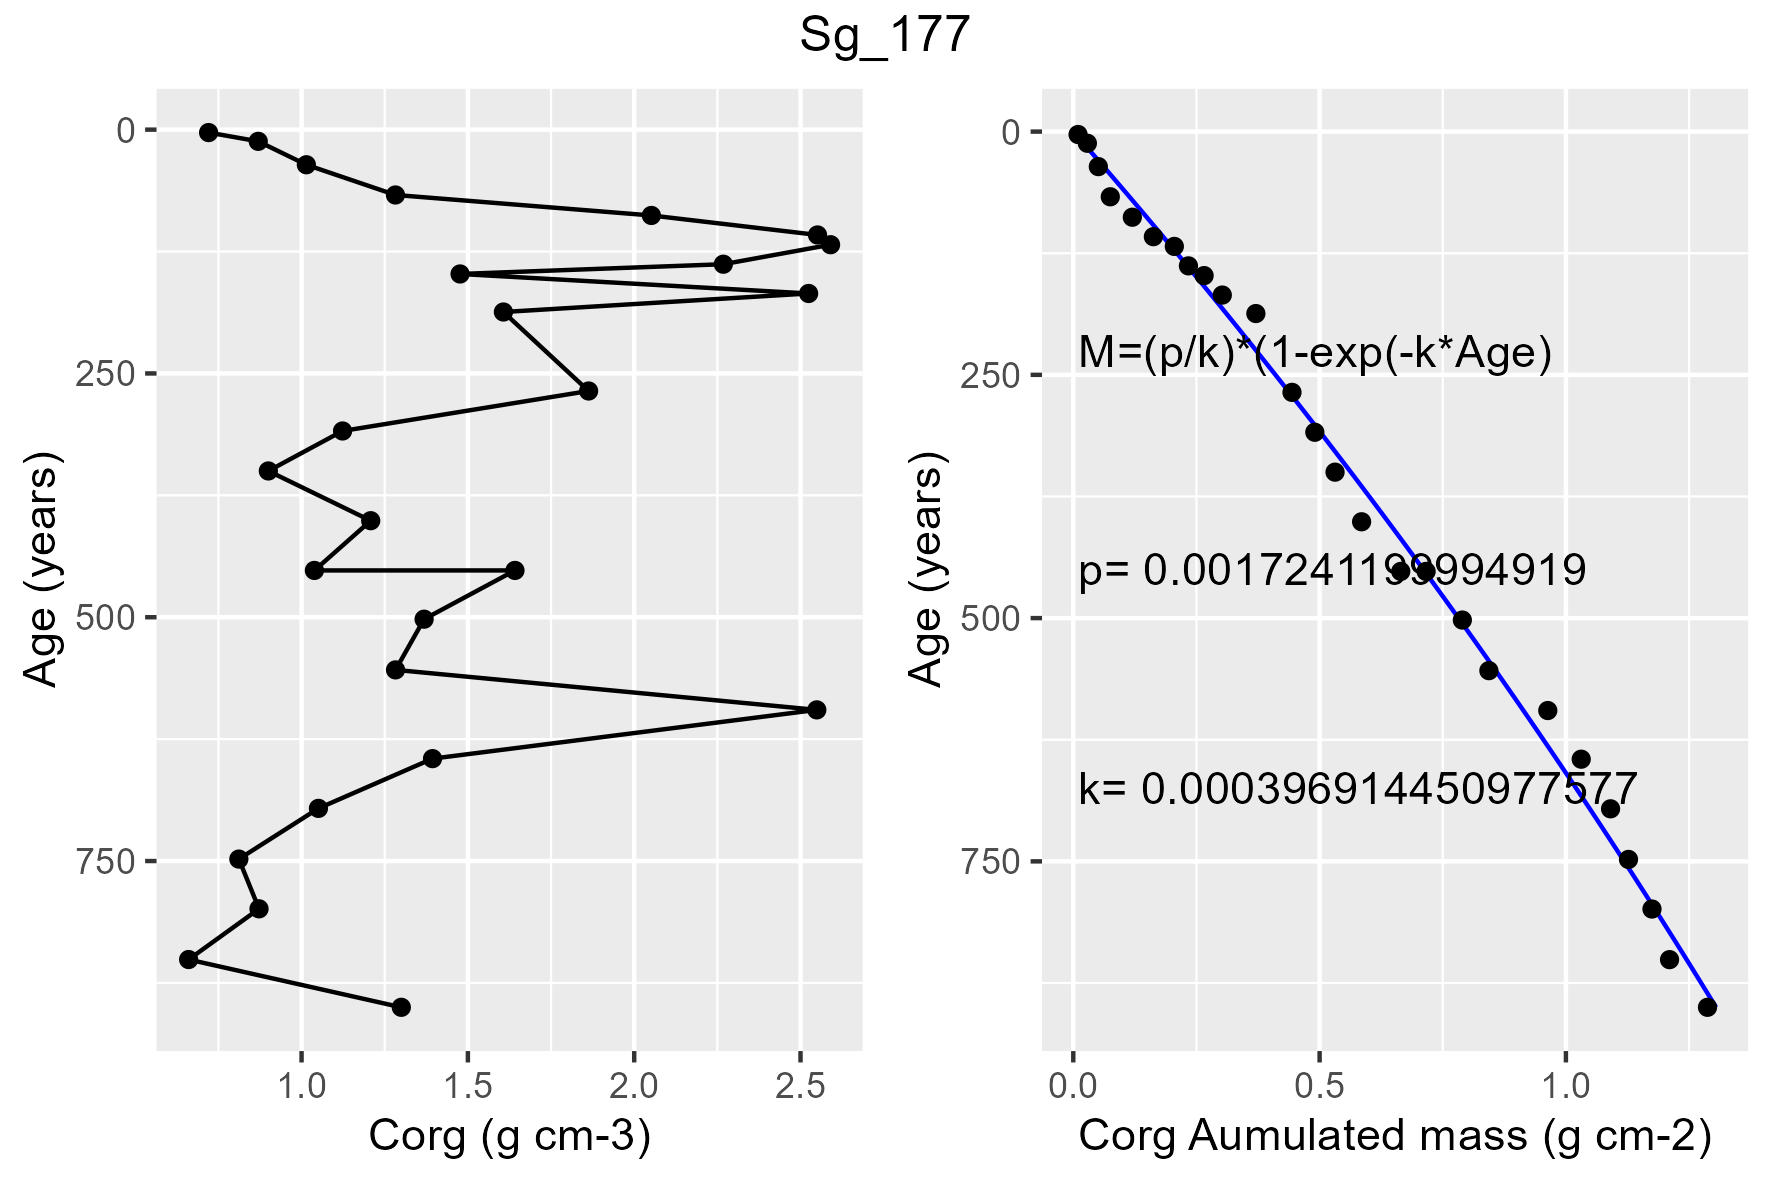 Sg_177
0
250
500
750
Age (years)
1.0
1.5
2.0
2.5
Corg (g cm-3)
0
250
500
750
Age (years)
M=(p/k)*(1-exp(-k*Age)
p= 0.0017241199994919
k= 0.000396914450977577
0.0
0.5
1.0
Corg Aumulated mass (g cm-2)